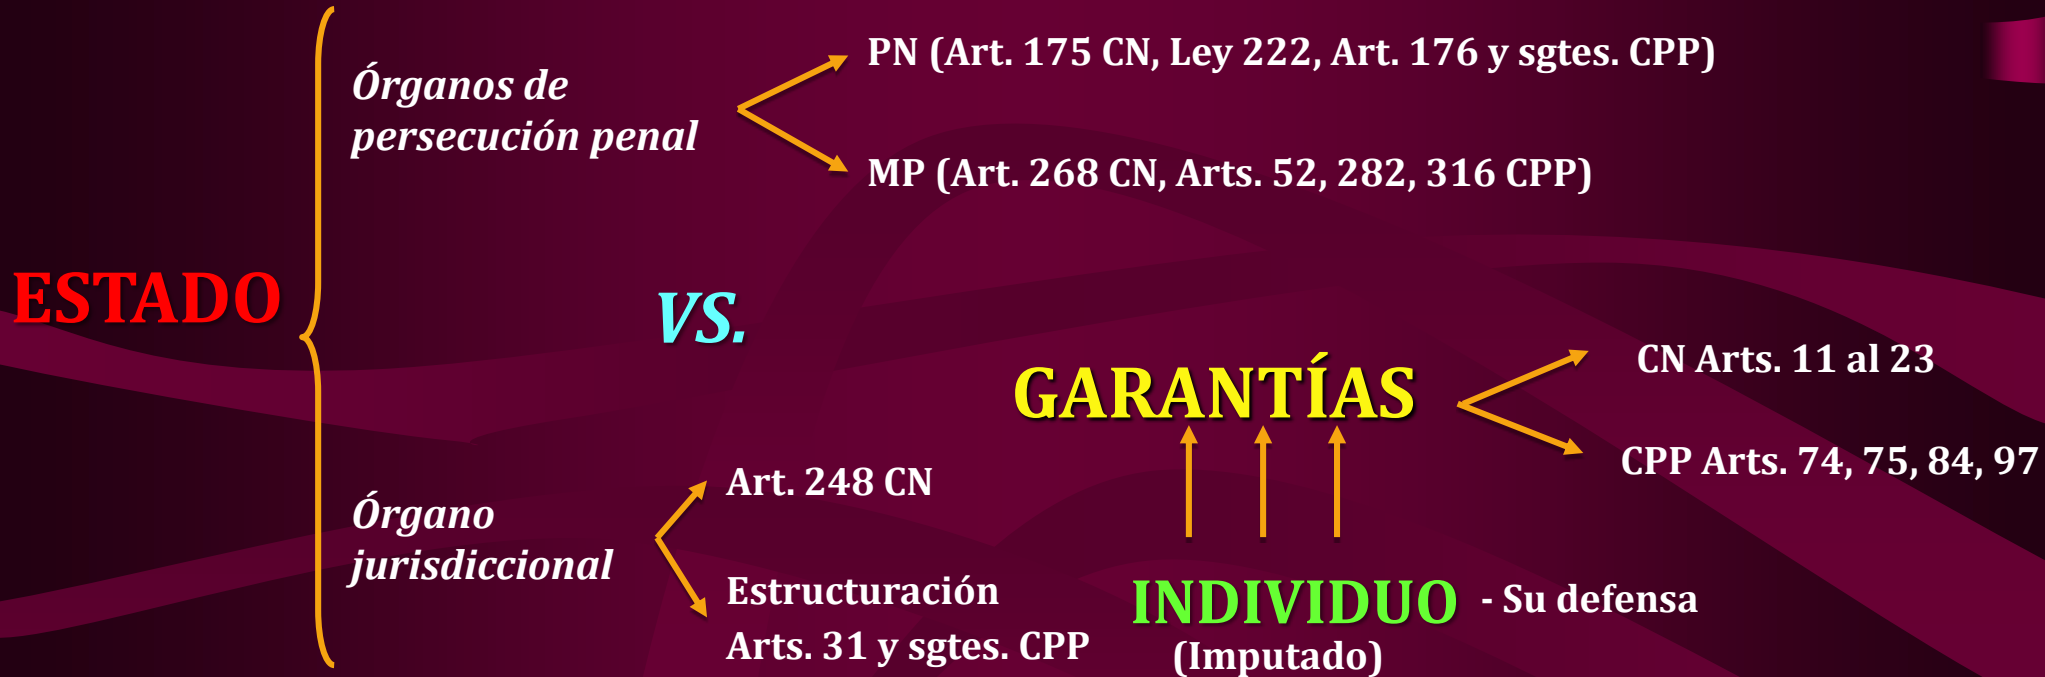 Órganos de
persecución penal
PN (Art. 175 CN, Ley 222, Art. 176 y sgtes. CPP)
MP (Art. 268 CN, Arts. 52, 282, 316 CPP)
ESTADO
VS.
GARANTÍAS
CN Arts. 11 al 23
CPP Arts. 74, 75, 84, 97
Órgano
jurisdiccional
Art. 248 CN
Estructuración
Arts. 31 y sgtes. CPP
INDIVIDUO - Su defensa
(Imputado)